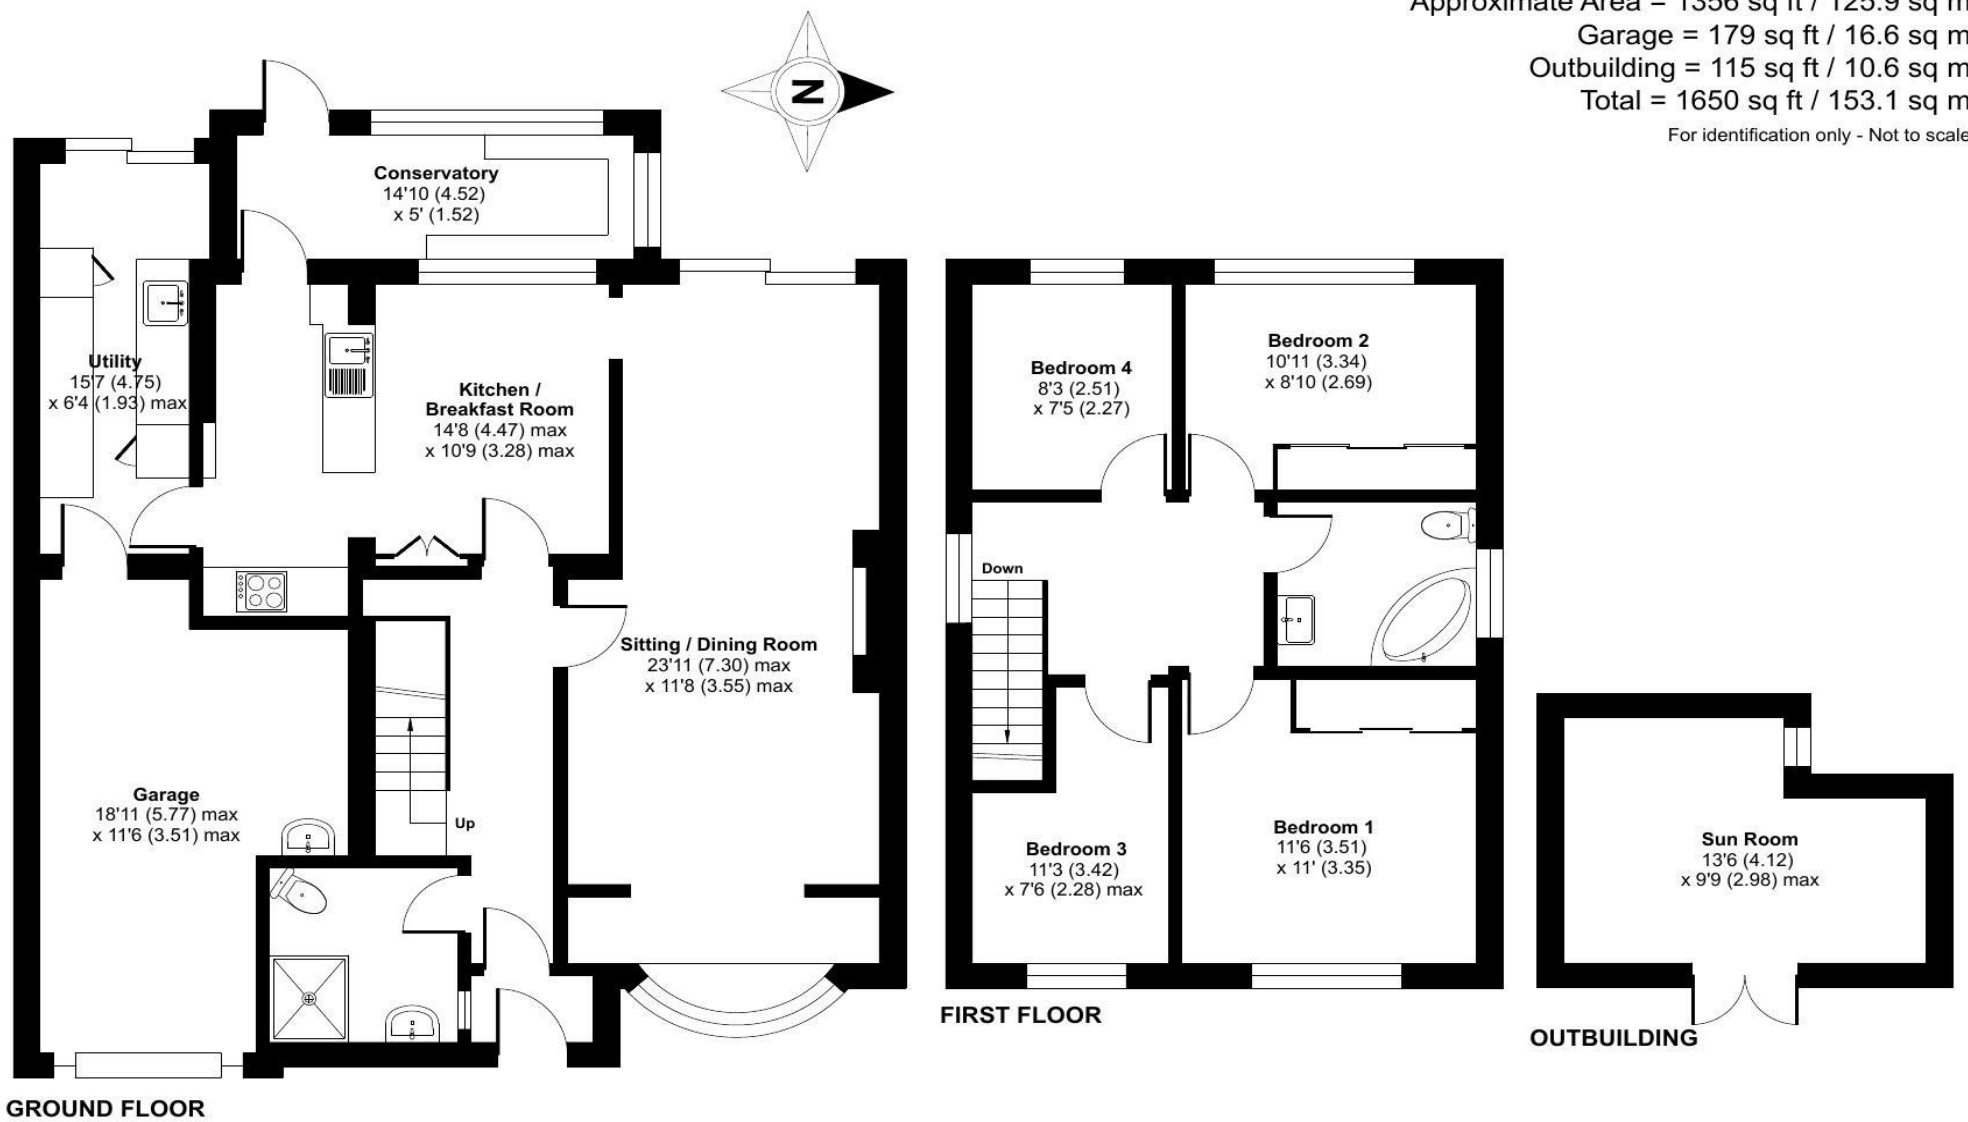 Approximate Area = 1356 sq ft / 125.9 sq m
Garage = 179 sq ft / 16.6 sq m
Outbuilding = 115 sq ft / 10.6 sq m
Total = 1650 sq ft / 153.1 sq m
For identification only - Not to scale
N
Conservatory
14'10 (4.52)
x 5' (1.52)
Utility
15'7 (4.75)
x 6'4 (1.93) max
Kitchen /
Breakfast Room
14'8 (4.47) max
x 10'9 (3.28) max
Sitting / Dining Room
23'11 (7.30) max
x 11'8 (3.55) max
Garage
18'11 (5.77) max
x 11'6 (3.51) max
Up
GROUND FLOOR
Bedroom 4
8'3 (2.51)
x 7'5 (2.27)
Bedroom 2
10'11 (3.34)
x 8'10 (2.69)
Down
Bedroom 3
11'3 (3.42)
x 7'6 (2.28) max
Bedroom 1
11'6 (3.51)
x 11' (3.35)
FIRST FLOOR
Sun Room
13'6 (4.12)
x 9'9 (2.98) max
OUTBUILDING